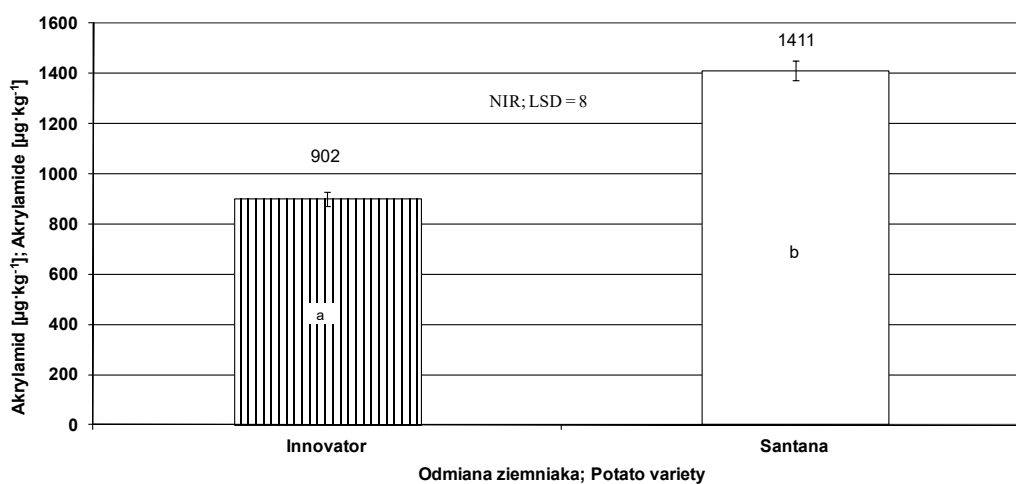 Akrylamid [µg·kg-1]; Akrylamide [µg·kg-1]
1600
1400
1200
1000
800
600
400
200
0
902
1411
NIR; LSD = 8
a
b
Innovator
Santana
Odmiana ziemniaka; Potato variety